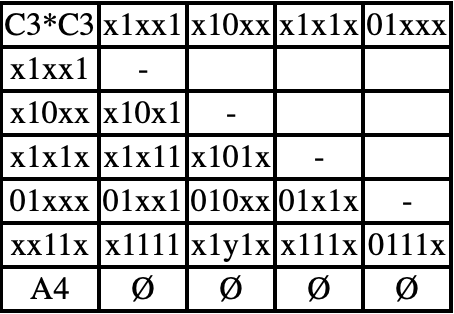 C3*C3 x1xx1 x10xx x1x1x 01xxx
x1xx1 -
x10xx x10x1 -
x1x1x x1x11 x101x -
01xxx 01xx1 010xx 01x1x -
xx11x x1111 x1y1x x111x 0111x
A4 Ø Ø Ø Ø